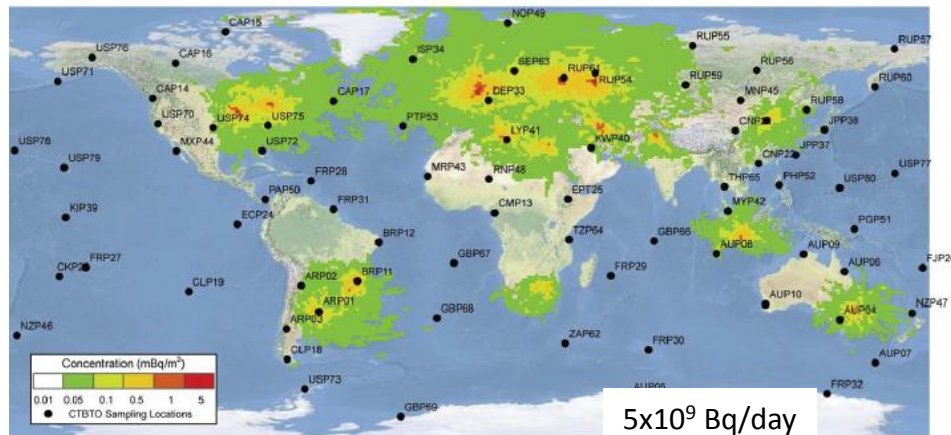 CAP15
NOP49
USP76
CAP16
ISP34
RUP55
RUP57
USP71
SEP63
RUP61
RUP54
RUP59
RUP56
RUP60
CAP14
CAP17
DEP33
MNP45
RUP58
USP70
USP74
USP75
PTP53
LYP41
KWP40
JPP38
USP78
MXP44
USP72
CNP22
JPP37
USP79
MRP43
RNP48
THP65
PHP52
USP80
USP77
FRP28
PAP50
EPT25
MYP42
KIP39
ECP24
FRP31
CMP13
BRP12
TZP64
GBP66
PGP51
AUP08
AUP09
FRP27
GBP67
FRP29
AUP06
CLP19
ARP02
BRP11
AUP10
ARP01
GBP68
AUP04
NZP47
NZP46
ARP03
ZAP62
FRP30
CLP18
AUP07
USP73
AUP05
FRP32
GBP69
Concentration (mBq/m³)
0.01 0.05 0.1 0.5 1 5
CTBTO Sampling Locations
5x10⁹ Bq/day